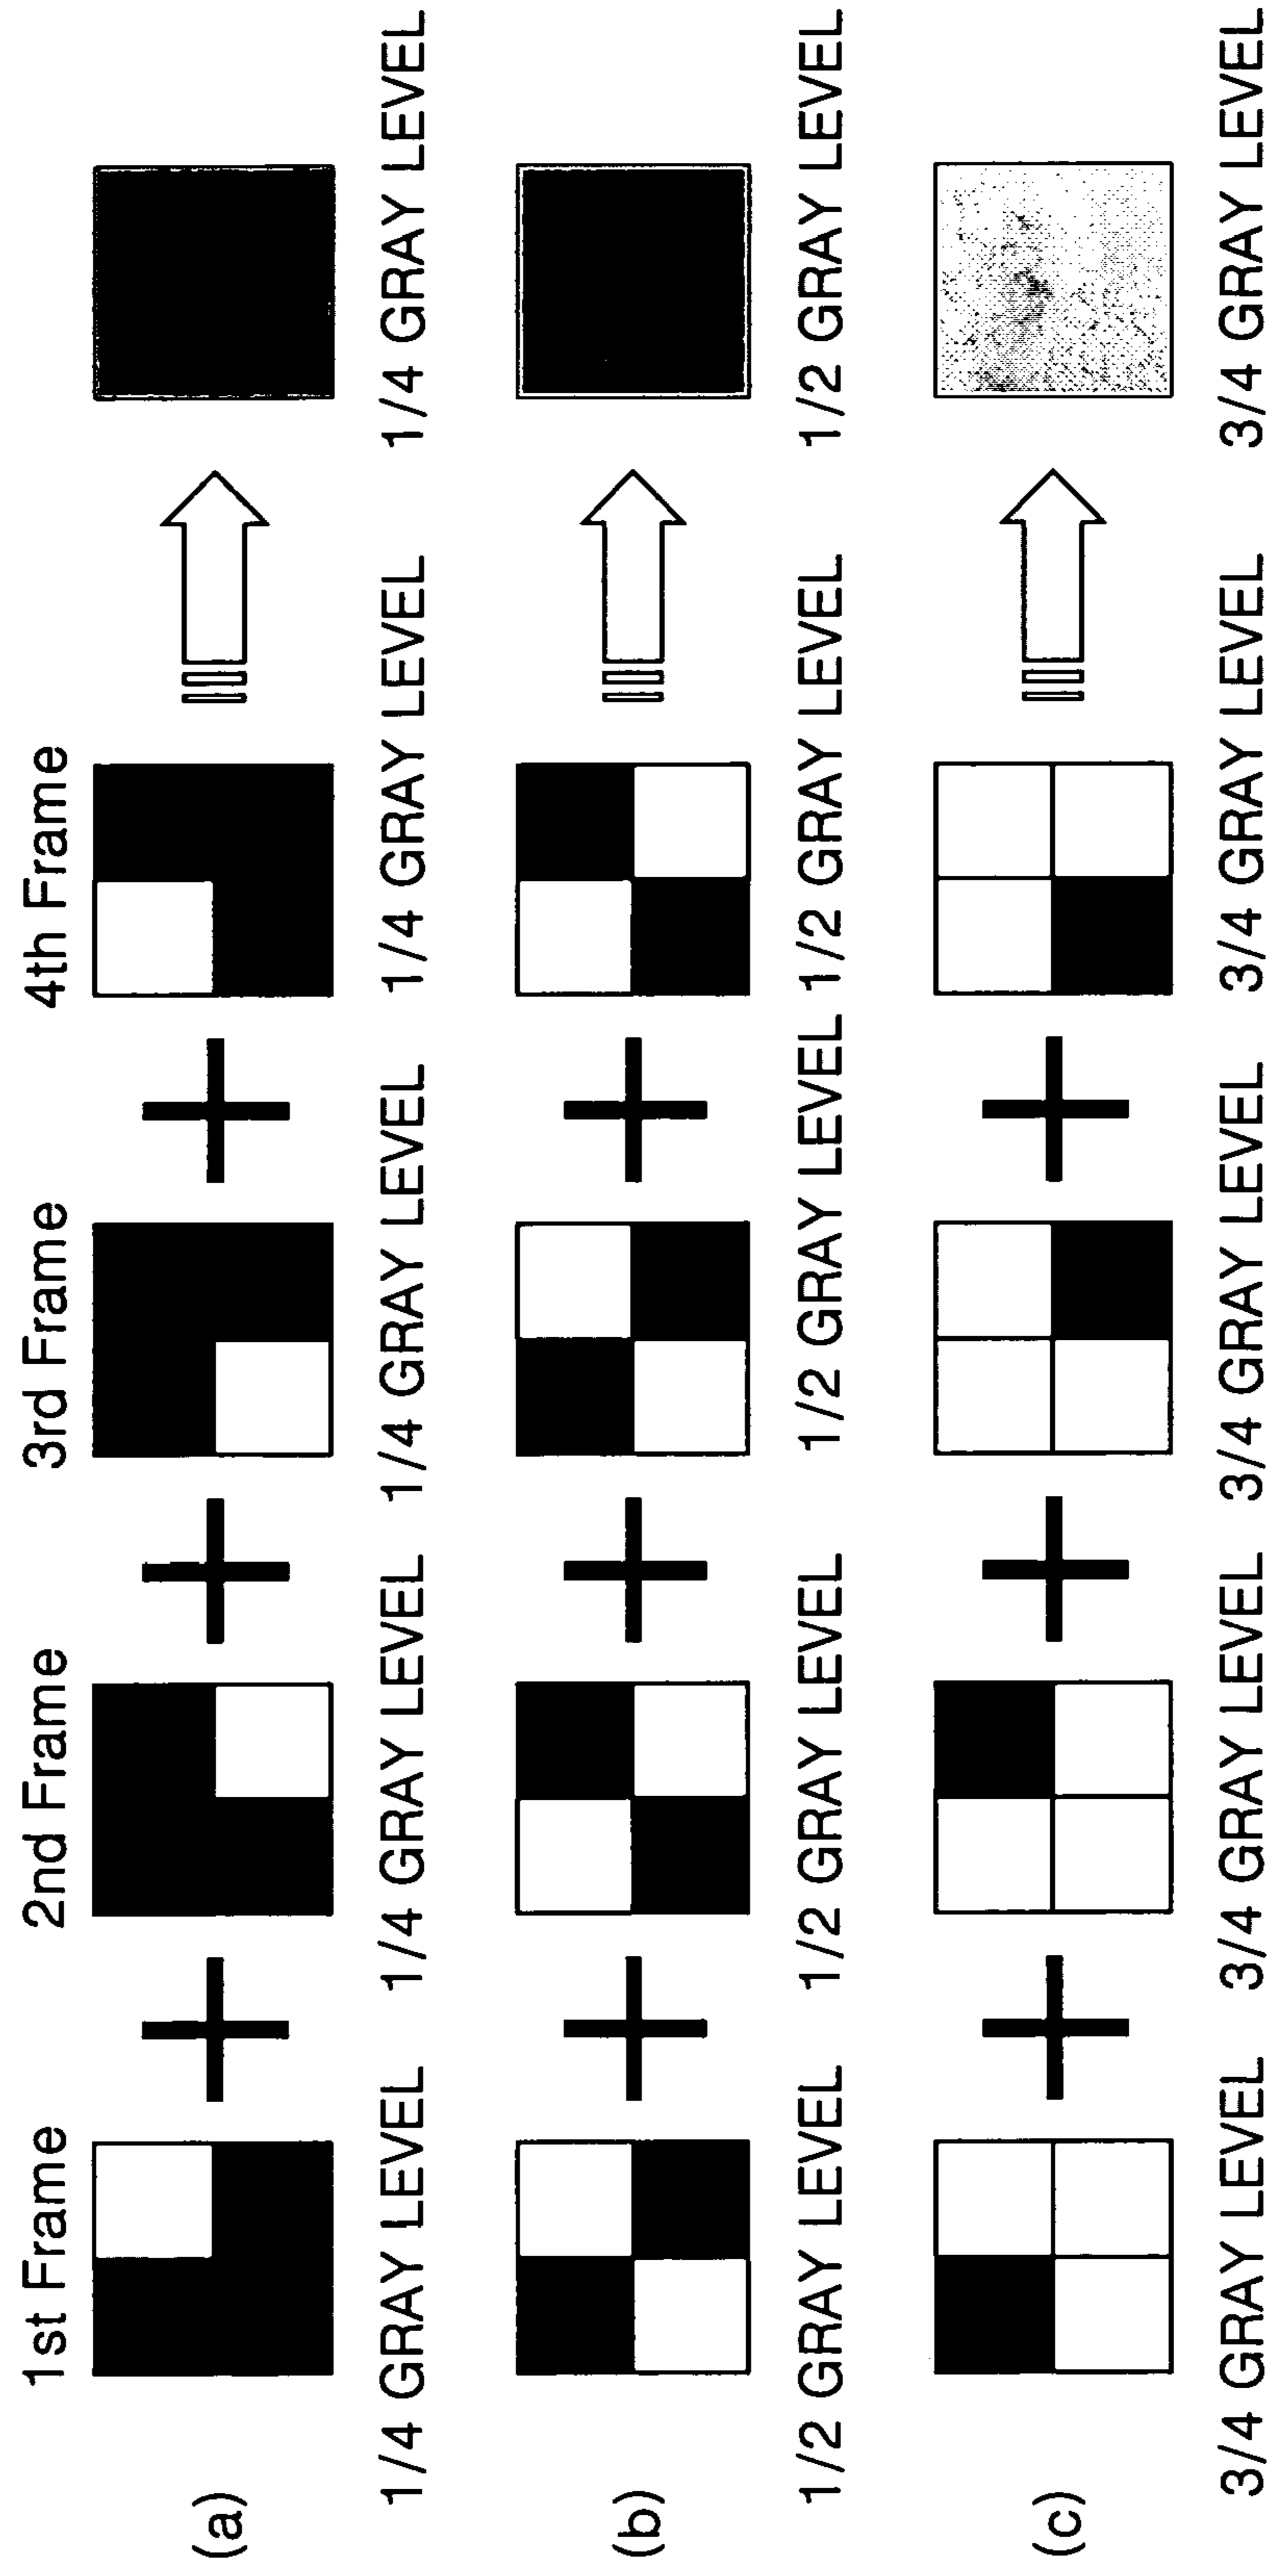 1st Frame 2nd Frame 3rd Frame 4th Frame
(a)
1/4 GRAY LEVEL 1/4 GRAY LEVEL 1/4 GRAY LEVEL 1/4 GRAY LEVEL 1/4 GRAY LEVEL
(b)
1/2 GRAY LEVEL 1/2 GRAY LEVEL 1/2 GRAY LEVEL 1/2 GRAY LEVEL 1/2 GRAY LEVEL
(c)
3/4 GRAY LEVEL 3/4 GRAY LEVEL 3/4 GRAY LEVEL 3/4 GRAY LEVEL 3/4 GRAY LEVEL